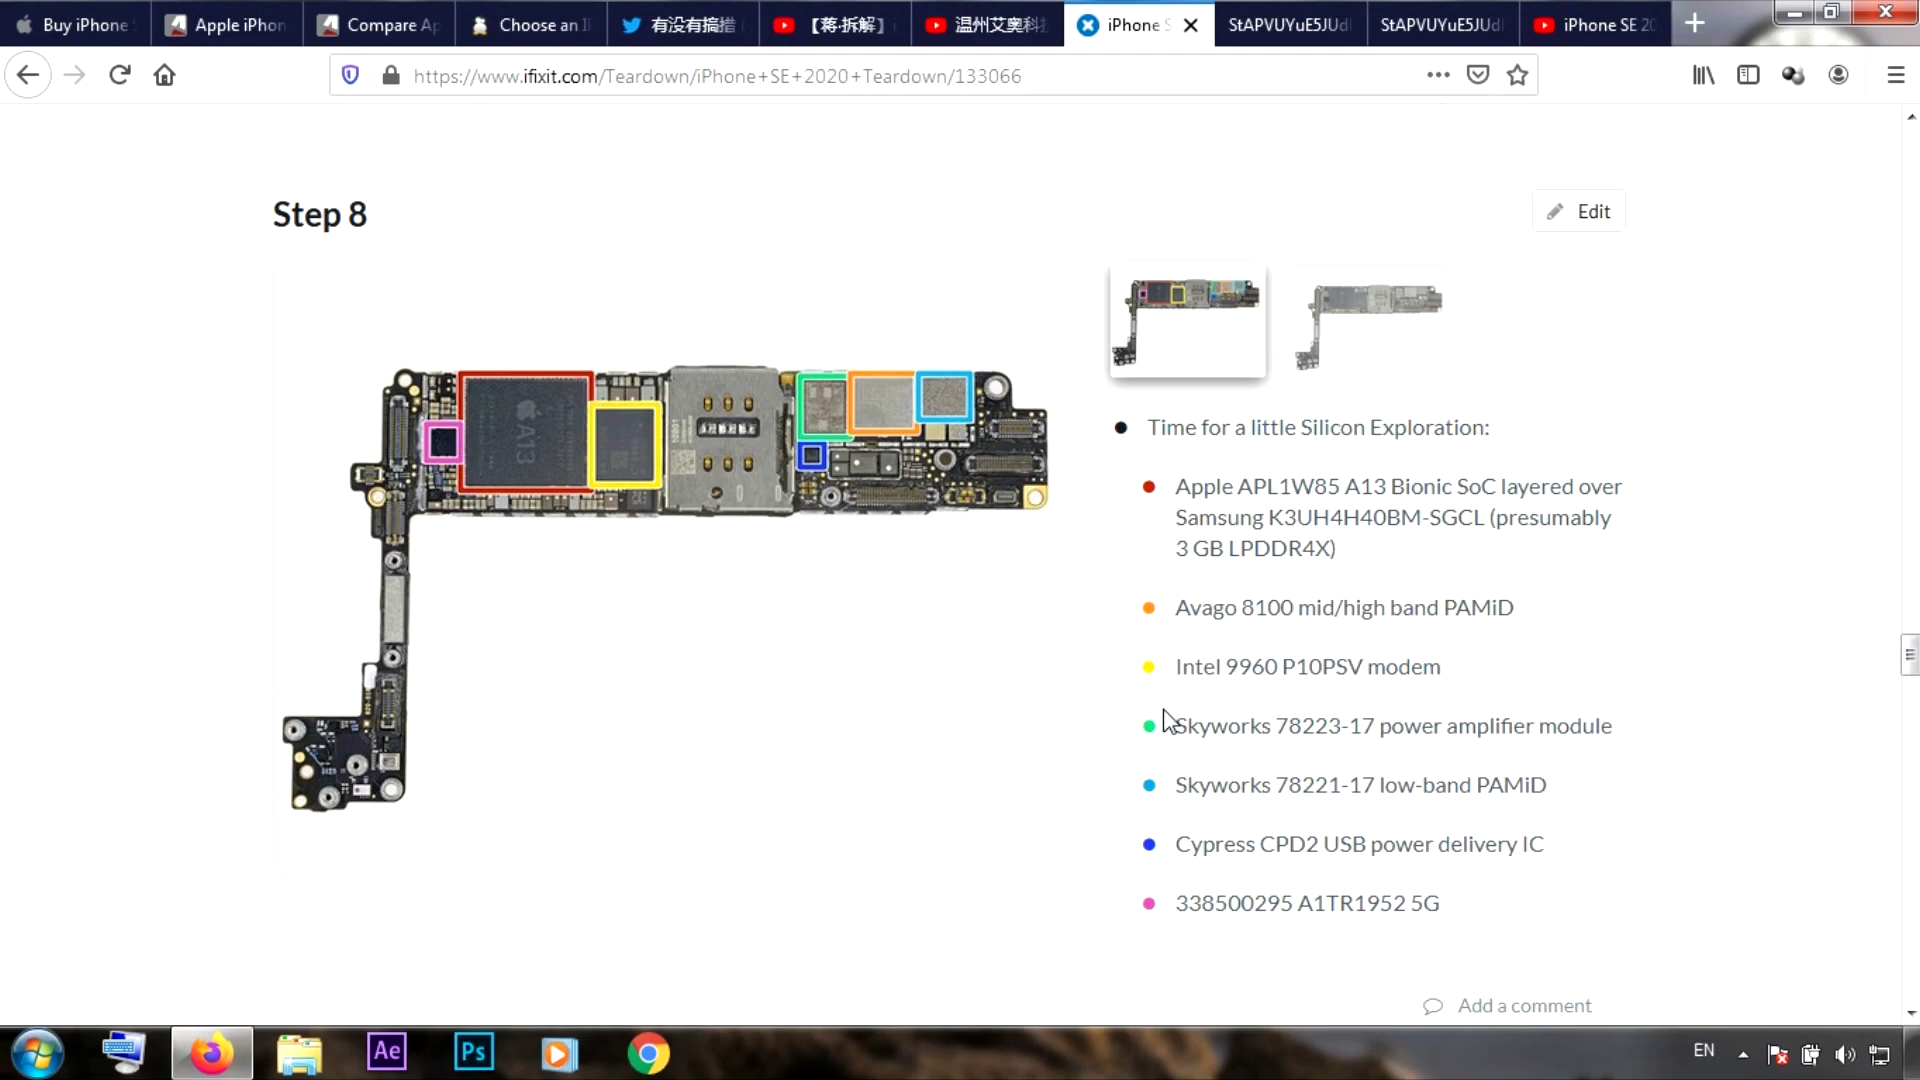 Buy iPhone
Apple iPhon
Compare Ap
Choose an i
有没有搞措
【蒋·拆解】
温州艾奥科
iPhone S
StAPVUYuE5JUd
StAPVUYuE5JUd
iPhone SE 20
https://www.ifixit.com/Teardown/iPhone+SE+2020+Teardown/133066
Step 8
Edit
A13
Time for a little Silicon Exploration:
Apple APL1W85 A13 Bionic SoC layered over
Samsung K3UH4H40BM-SGCL (presumably
3 GB LPDDR4X)
Avago 8100 mid/high band PAMiD
Intel 9960 P10PSV modem
Skyworks 78223-17 power amplifier module
Skyworks 78221-17 low-band PAMiD
Cypress CPD2 USB power delivery IC
338S00295 A1TR1952 5G
Add a comment
Ae
Ps
EN